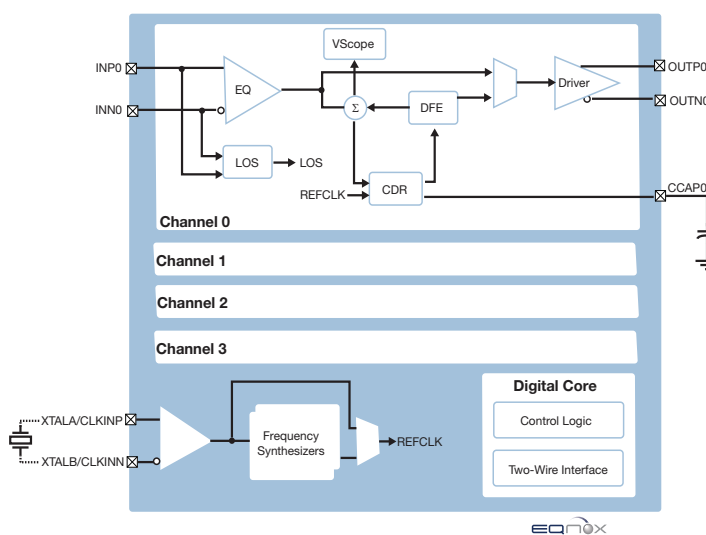 VScope
INP0
OUTP0
EQ
Driver
INN0
Σ
DFE
OUTN0
LOS
LOS
REFCLK
CDR
CCAP0
Channel 0
Channel 1
Channel 2
Channel 3
Digital Core
XTALA/CLKINP
Control Logic
Frequency
Synthesizers
REFCLK
XTALB/CLKINN
Two-Wire Interface
EQNOX